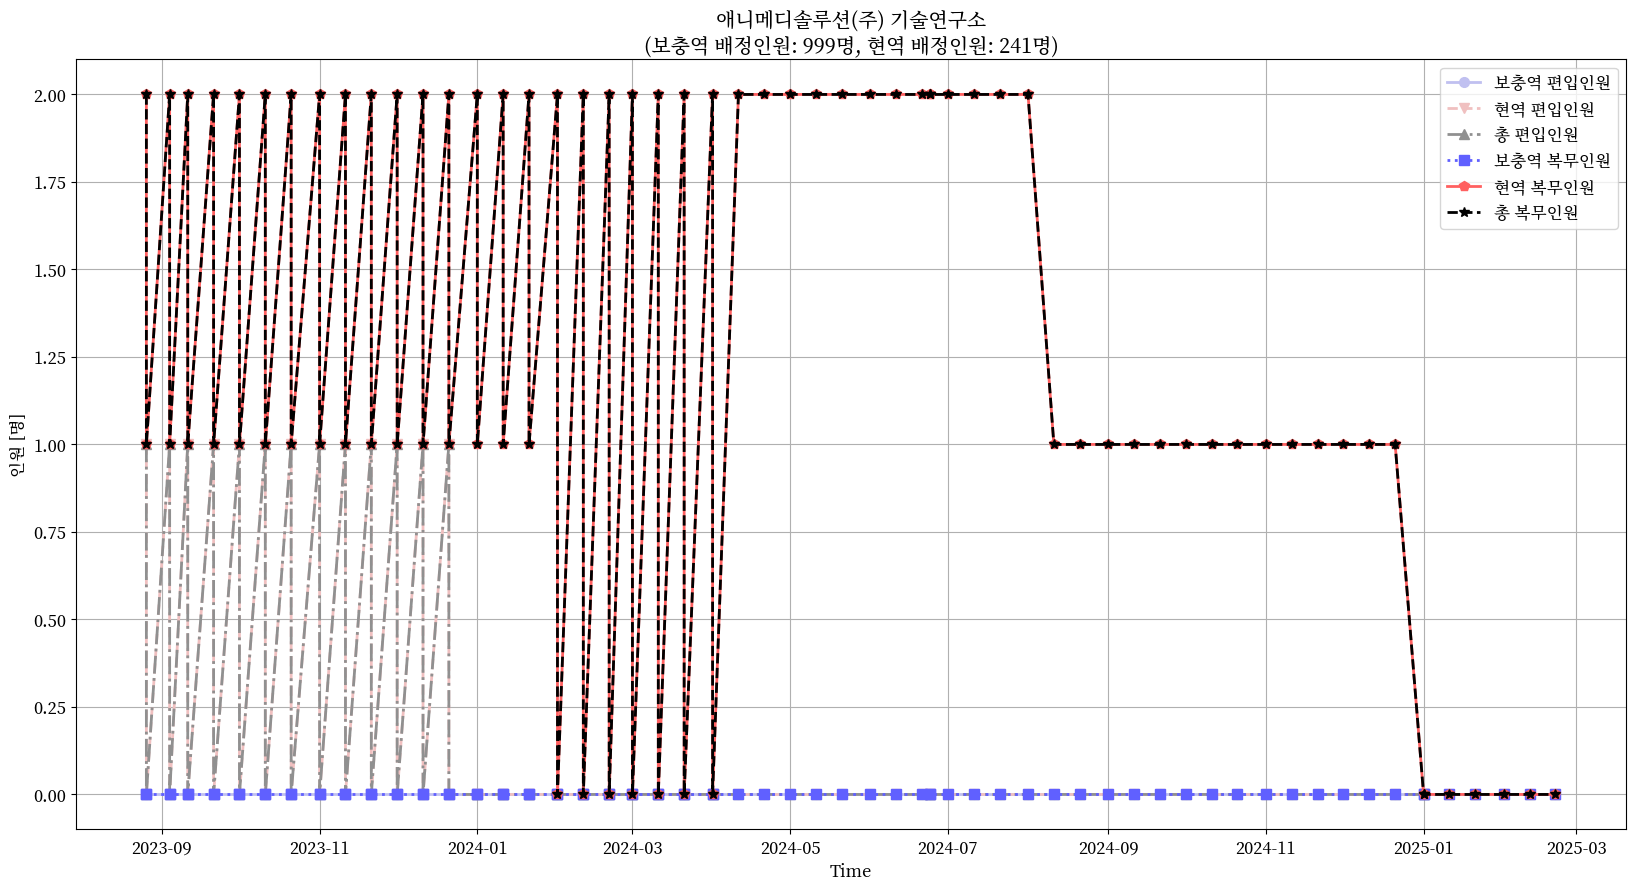 애니메디솔루션(주) 기술연구소
(보충역 배정인원: 999명, 현역 배정인원: 241명)
보충역 편입인원
현역 편입인원
총 편입인원
보충역 복무인원
현역 복무인원
총 복무인원
인원 [명]
2.00
1.75
1.50
1.25
1.00
0.75
0.50
0.25
0.00
2023-09
2023-11
2024-01
2024-03
2024-05
2024-07
2024-09
2024-11
2025-01
2025-03
Time